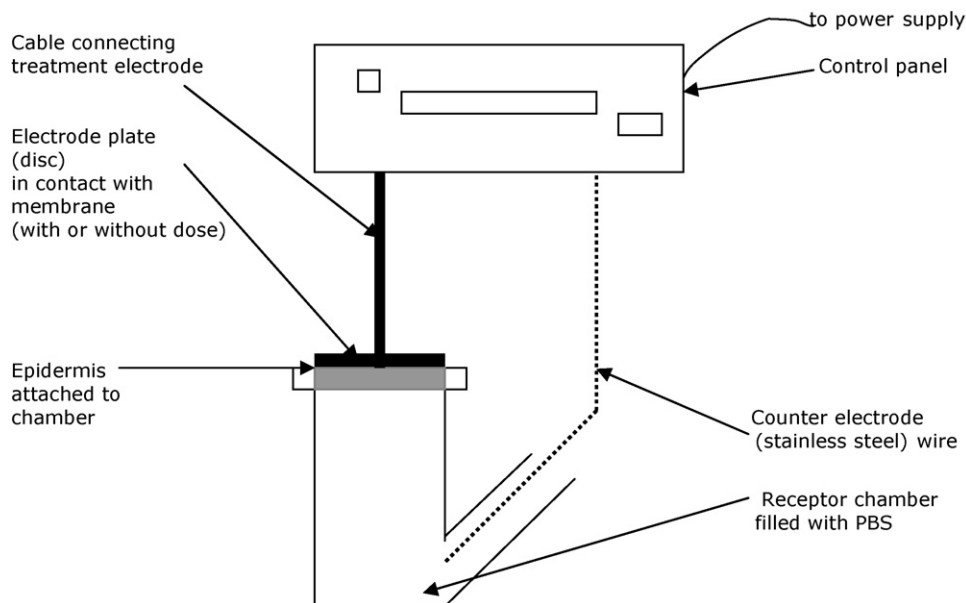 to power supply
Control panel
Cable connecting
treatment electrode
Electrode plate
(disc)
in contact with
membrane
(with or without dose)
Epidermis
attached to
chamber
Counter electrode
(stainless steel) wire
Receptor chamber
filled with PBS